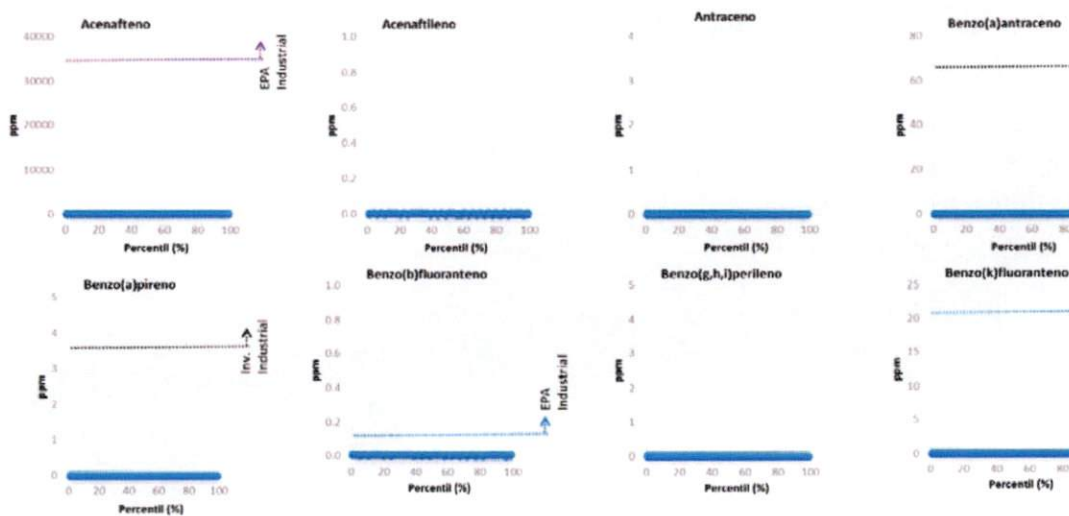 Acenafteno
40000
30000
20000
10000
0
ppm
0 20 40 60 80 100
Percentil (%)
EPA
Industrial
Acenaftileno
1.0
0.8
0.6
0.4
0.2
0.0
ppm
0 20 40 60 80 100
Percentil (%)
Antraceno
4
3
2
1
0
ppm
0 20 40 60 80 100
Percentil (%)
Benzo(a)antraceno
80
60
40
20
0
ppm
0 20 40 60 80
Percentil (%)
Benzo(a)pireno
5
4
3
2
1
0
ppm
0 20 40 60 80 100
Percentil (%)
Inv.
Industrial
Benzo(b)fluoranteno
1.0
0.8
0.6
0.4
0.2
0.0
ppm
0 20 40 60 80 100
Percentil (%)
EPA
Industrial
Benzo(g,h,i)perileno
5
4
3
2
1
0
ppm
0 20 40 60 80 100
Percentil (%)
Benzo(k)fluoranteno
25
20
15
10
5
0
ppm
0 20 40 60 80
Percentil (%)